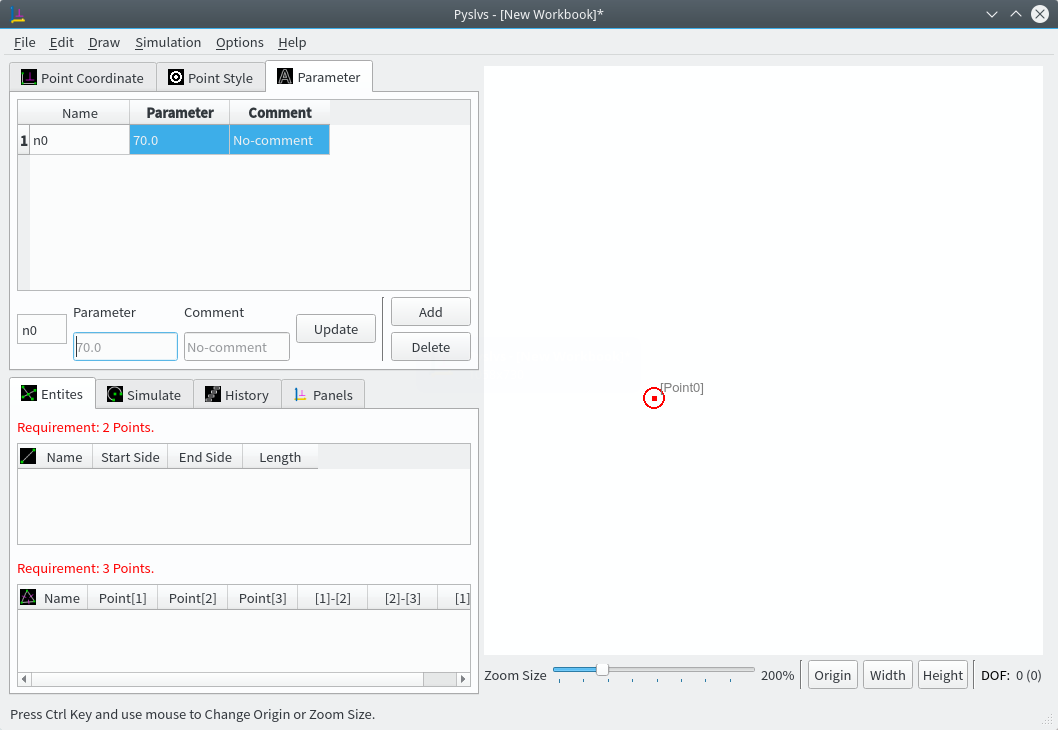 Pyslvs - [New Workbook]*
File Edit Draw Simulation Options Help
Point Coordinate Point Style Parameter
Name Parameter Comment
1 n0 70.0 No-comment
Parameter Comment
n0 70.0 No-comment Update
Add
Delete
Entites Simulate History Panels
Requirement: 2 Points.
Name Start Side End Side Length
Requirement: 3 Points.
Name Point[1] Point[2] Point[3] [1]-[2] [2]-[3] [1]
[Point0]
Zoom Size 200% Origin Width Height DOF: 0 (0)
Press Ctrl Key and use mouse to Change Origin or Zoom Size.